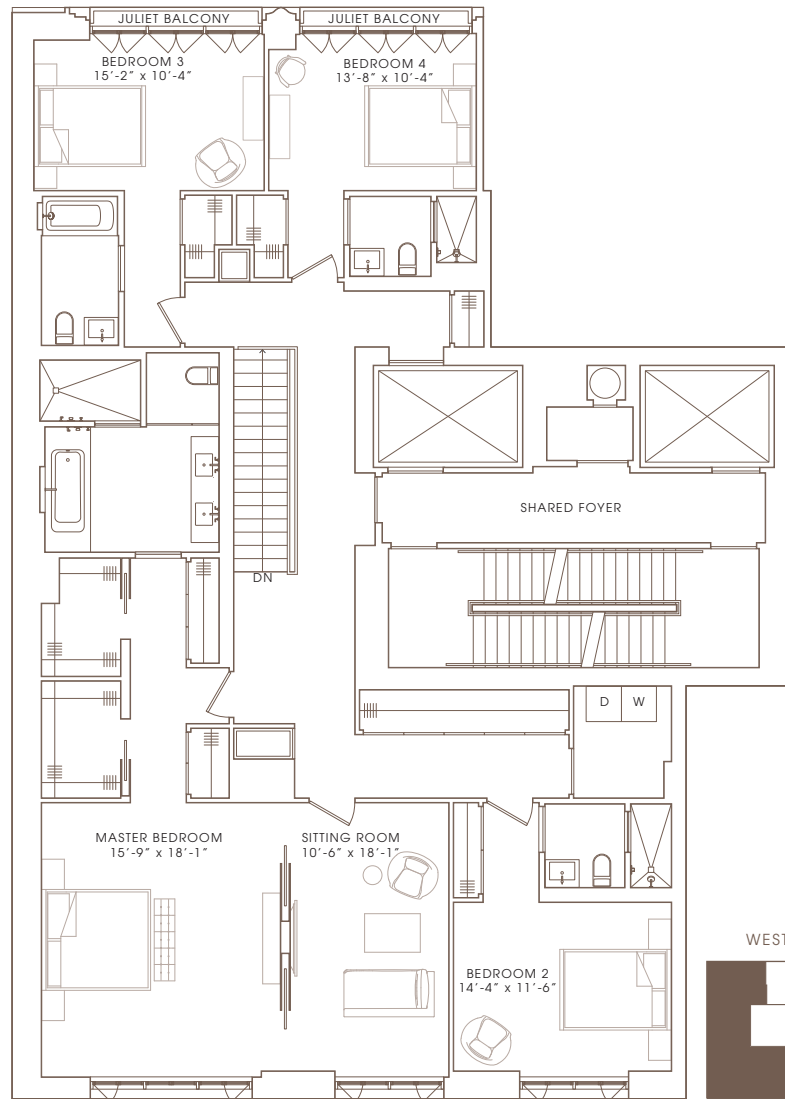 JULIET BALCONY
JULIET BALCONY
BEDROOM 3
15’-2” x 10’-4”
BEDROOM 4
13’-8” x 10’-4”
SHARED FOYER
DN
D
W
MASTER BEDROOM
15’-9” x 18’-1”
SITTING ROOM
10’-6” x 18’-1”
BEDROOM 2
14’-4” x 11’-6”
WEST